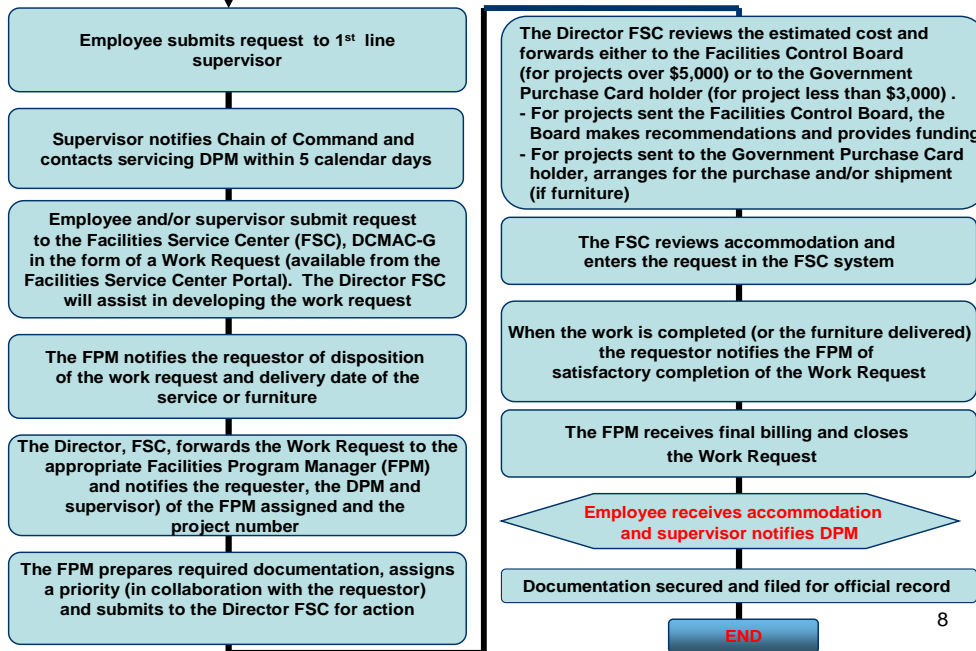 Employee submits request to 1st line
supervisor
Supervisor notifies Chain of Command and
contacts servicing DPM within 5 calendar days
Employee and/or supervisor submit request
to the Facilities Service Center (FSC), DCMAC-G
in the form of a Work Request (available from the
Facilities Service Center Portal). The Director FSC
will assist in developing the work request
The FPM notifies the requestor of disposition
of the work request and delivery date of the
service or furniture
The Director, FSC, forwards the Work Request to the
appropriate Facilities Program Manager (FPM)
and notifies the requester, the DPM and
supervisor) of the FPM assigned and the
project number
The FPM prepares required documentation, assigns
a priority (in collaboration with the requestor)
and submits to the Director FSC for action
The Director FSC reviews the estimated cost and
forwards either to the Facilities Control Board
(for projects over $5,000) or to the Government
Purchase Card holder (for project less than $3,000) .
- For projects sent the Facilities Control Board, the
Board makes recommendations and provides funding
- For projects sent to the Government Purchase Card
holder, arranges for the purchase and/or shipment
(if furniture)
The FSC reviews accommodation and
enters the request in the FSC system
When the work is completed (or the furniture delivered)
the requestor notifies the FPM of
satisfactory completion of the Work Request
The FPM receives final billing and closes
the Work Request
Employee receives accommodation
and supervisor notifies DPM
Documentation secured and filed for official record
END
8